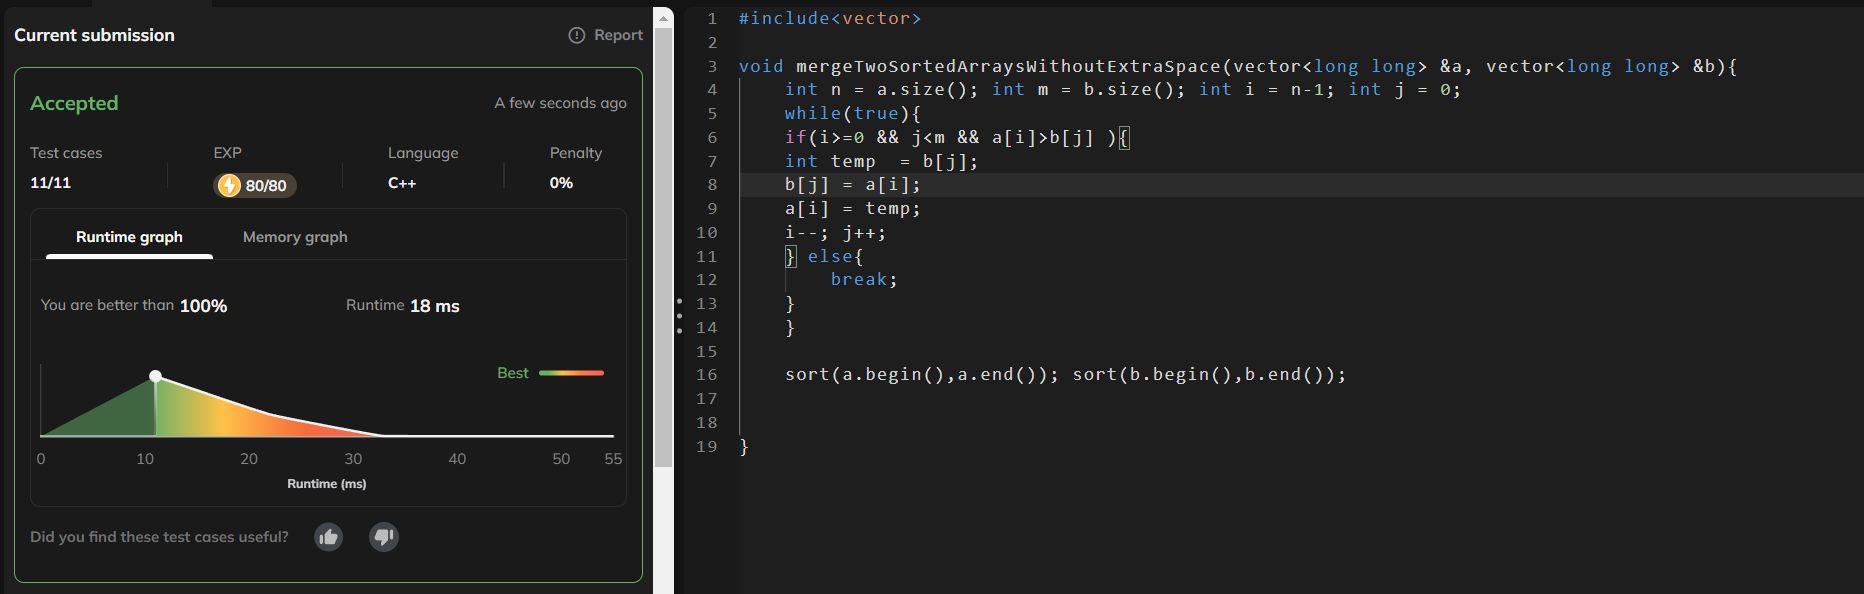 Current submission
Report
Accepted
A few seconds ago
Test cases EXP Language Penalty
11/11 80/80 C++ 0%
Runtime graph Memory graph
You are better than 100% Runtime 18 ms
Best
0 10 20 30 40 50 55
Runtime (ms)
Did you find these test cases useful?
1 #include<vector>
2
3 void mergeTwoSortedArraysWithoutExtraSpace(vector<long long> &a, vector<long long> &b){
4 int n = a.size(); int m = b.size(); int i = n-1; int j = 0;
5 while(true){
6 if(i>=0 && j<m && a[i]>b[j] ){
7 int temp  = b[j];
8 b[j] = a[i];
9 a[i] = temp;
10 i--; j++;
11 } else{
12 break;
13 }
14 }
15
16 sort(a.begin(),a.end()); sort(b.begin(),b.end());
17
18
19 }